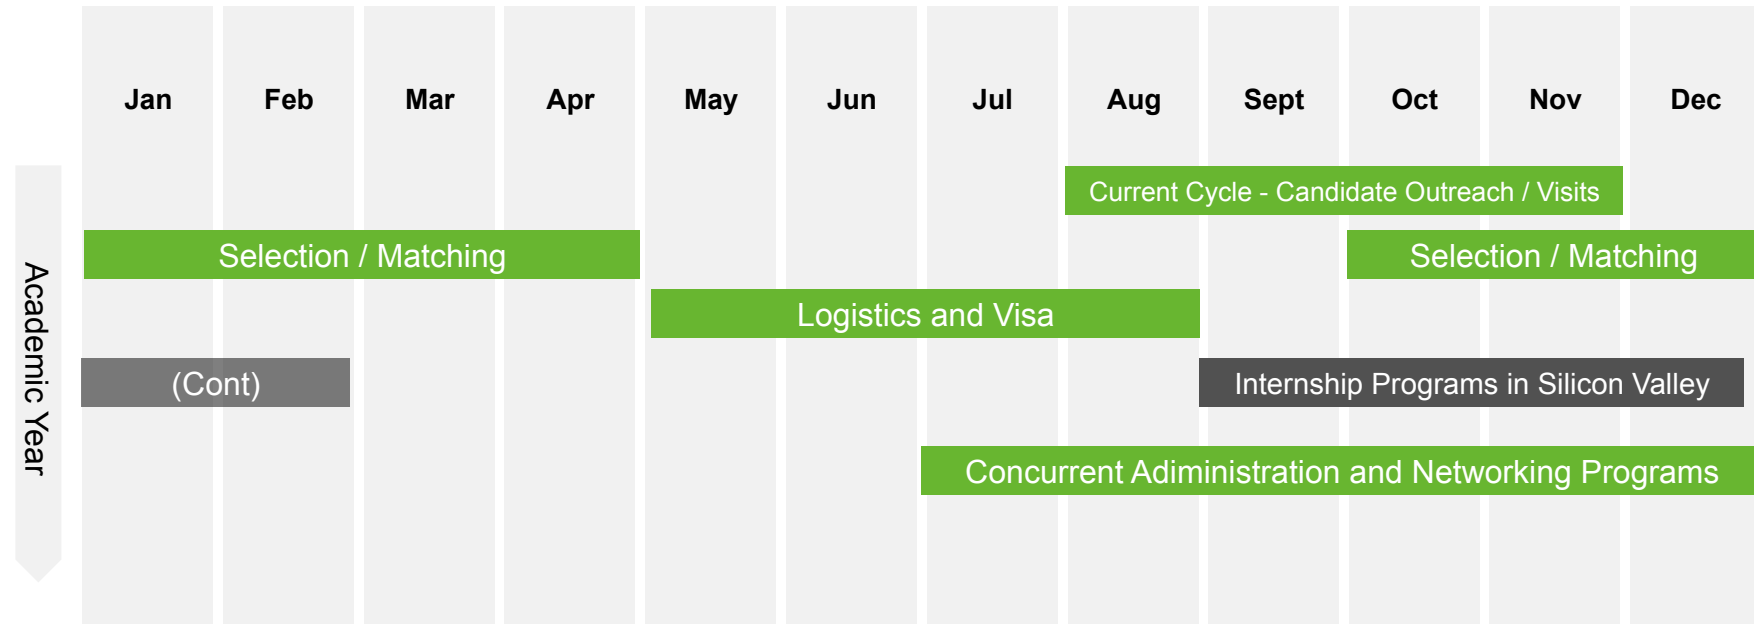 Jan Feb Mar Apr May Jun Jul Aug Sept Oct Nov Dec
Academic Year
Current Cycle - Candidate Outreach / Visits
Selection / Matching
Selection / Matching
Logistics and Visa
(Cont)
Internship Programs in Silicon Valley
Concurrent Adiministration and Networking Programs